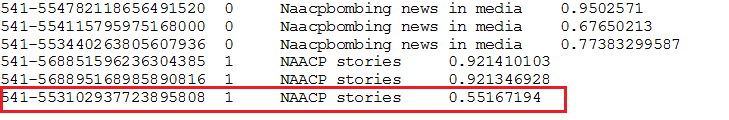 541-554782118656491520 0 Naacpbombing news in media 0.9502571
541-554115795975168000 0 Naacpbombing news in media 0.67650213
541-553440263805607936 0 Naacpbombing news in media 0.77383299587
541-568851596236304385 1 NAACP stories 0.921410103
541-568895168985890816 1 NAACP stories 0.921346928
541-553102937723895808 1 NAACP stories 0.55167194